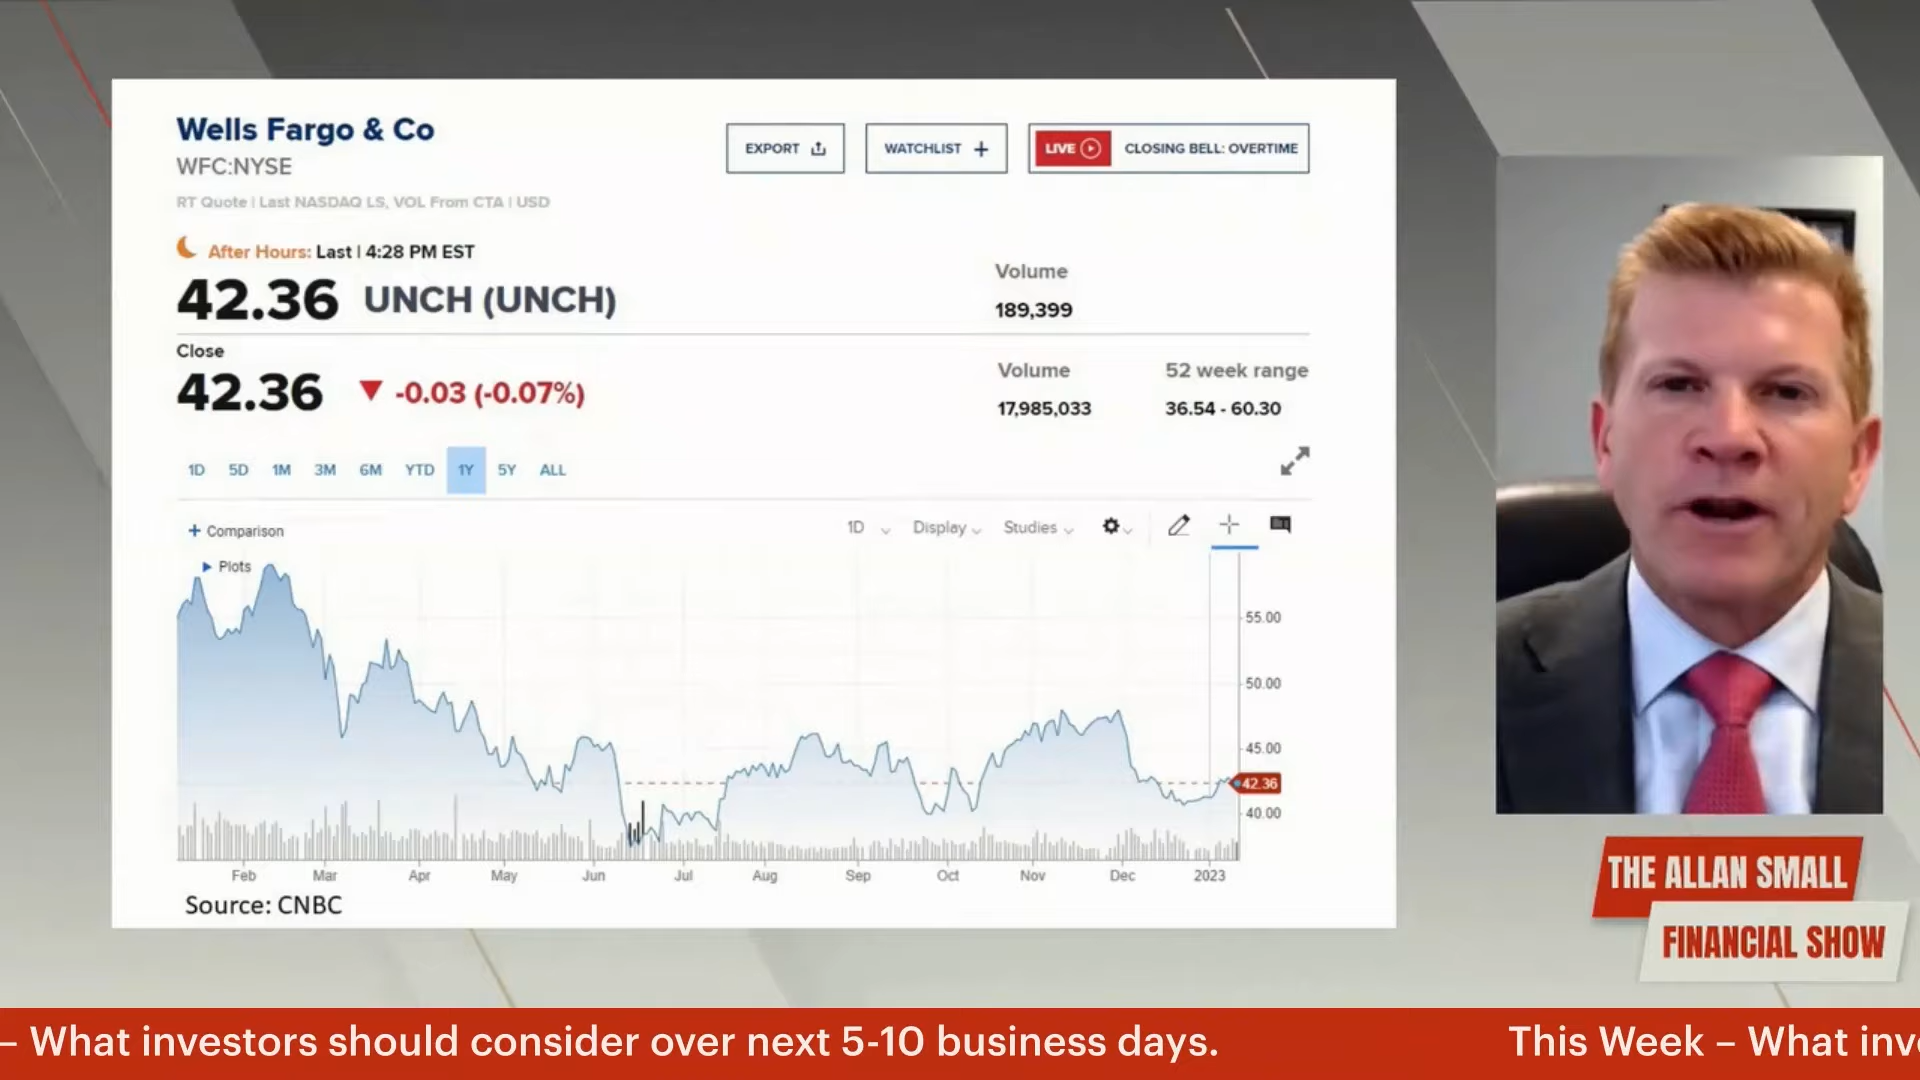 Wells Fargo & Co
WFC:NYSE
RT Quote | Last NASDAQ LS, VOL From CTA | USD
EXPORT
WATCHLIST +
LIVE
CLOSING BELL: OVERTIME
After Hours: Last | 4:28 PM EST
42.36 UNCH (UNCH)
Volume
189,399
Close
42.36 -0.03 (-0.07%)
Volume
17,985,033
52 week range
36.54 - 60.30
1D 5D 1M 3M 6M YTD 1Y 5Y ALL
+ Comparison
1D Display Studies
Plots
55.00
50.00
45.00
42.36
40.00
Feb Mar Apr May Jun Jul Aug Sep Oct Nov Dec 2023
Source: CNBC
THE ALLAN SMALL
FINANCIAL SHOW
– What investors should consider over next 5-10 business days. This Week – What inv